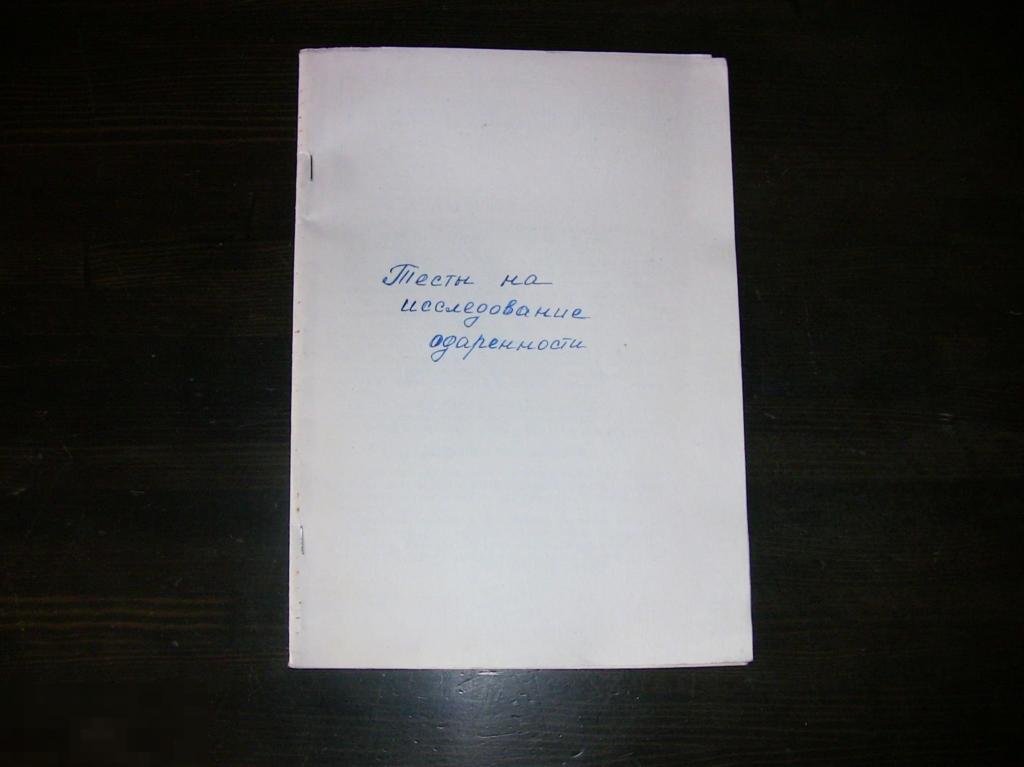 Тесты на
исследование
одаренности